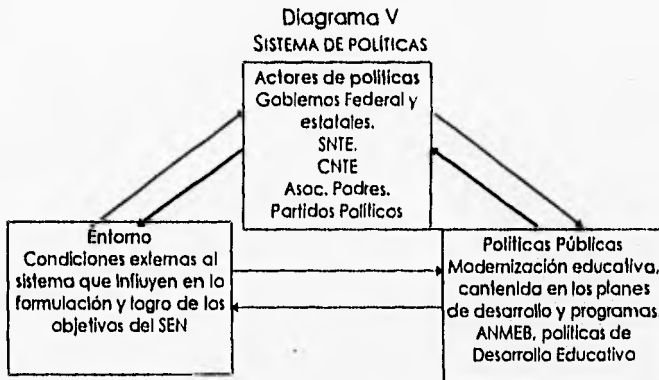 Diagrama V
SISTEMA DE POLÍTICAS
Actores de políticas
Gobiernos Federal y
estatales.
SNTE.
CNTE
Asoc. Padres.
Partidos Políticos
Entorno
Condiciones externas al
sistema que influyen en la
formulación y logro de los
objetivos del SEN
Políticas Públicas
Modernización educativa,
contenida en los planes
de desarrollo y programas
ANMEB, políticas de
Desarrollo Educativo